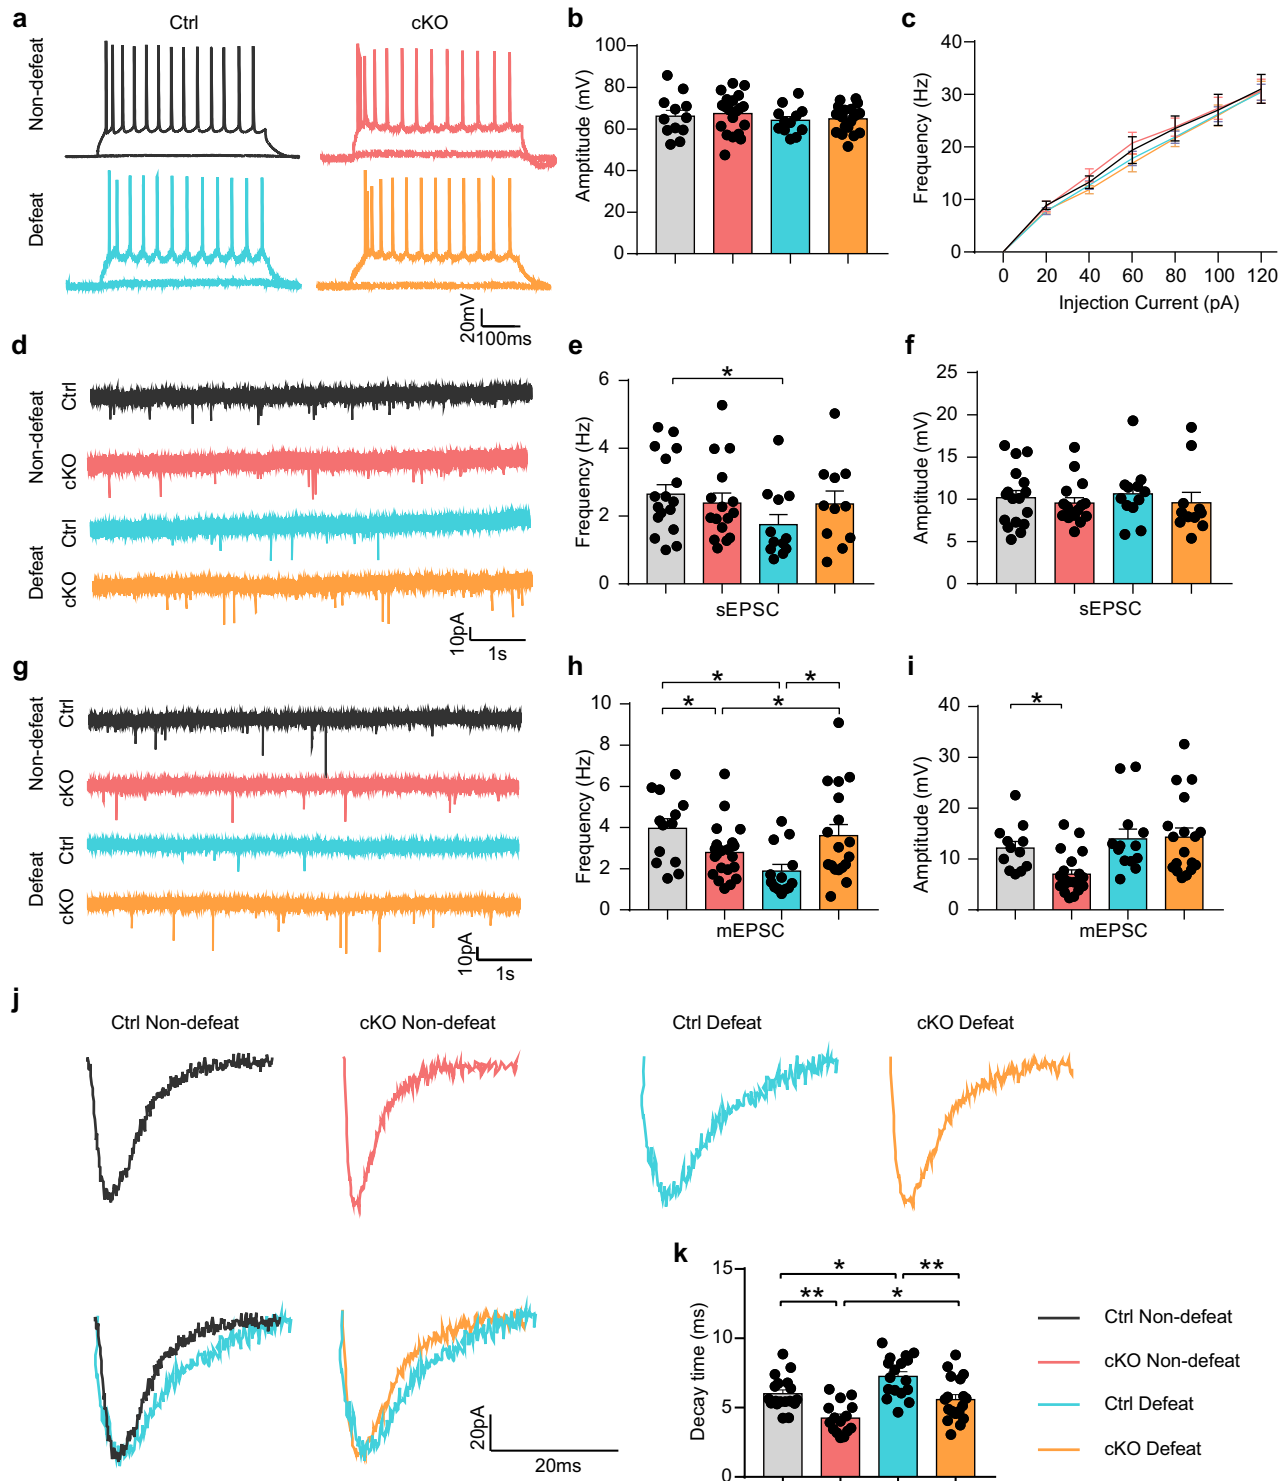 a
Ctrl
cKO
Non-defeat
Defeat
20mV
100ms
b
Amptitude (mV)
100
80
60
40
20
0
c
Frequency (Hz)
40
30
20
10
0
0 20 40 60 80 100 120
Injection Current (pA)
d
Non-defeat
Defeat
Ctrl
cKO
Ctrl
cKO
10pA
1s
e
Frequency (Hz)
6
4
2
0
*
sEPSC
f
Amplitude (mV)
25
20
15
10
5
0
sEPSC
g
Non-defeat
Defeat
Ctrl
cKO
Ctrl
cKO
10pA
1s
h
Frequency (Hz)
10
8
6
4
2
0
* *
* *
mEPSC
i
Amplitude (mV)
40
30
20
10
0
*
mEPSC
j
Ctrl Non-defeat
cKO Non-defeat
Ctrl Defeat
cKO Defeat
20pA
20ms
k
Decay time (ms)
15
10
5
0
* **
** *
Ctrl Non-defeat
cKO Non-defeat
Ctrl Defeat
cKO Defeat